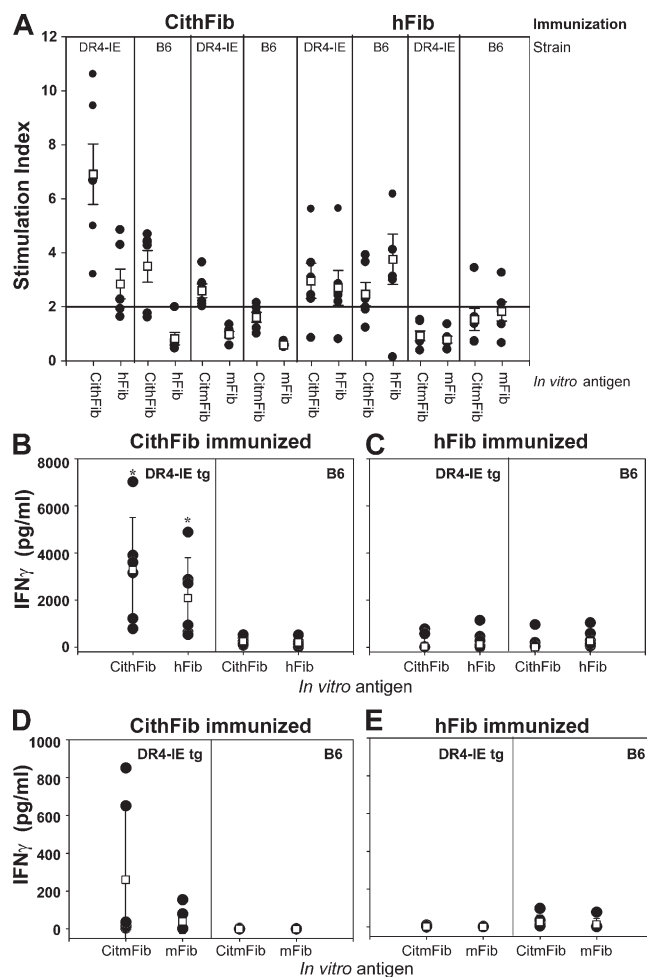 A CithFib hFib Immunization
DR4-IE B6 DR4-IE B6 DR4-IE B6 DR4-IE B6 Strain
12
10
8
6
4
2
0
Stimulation Index
CithFib hFib CithFib hFib CitmFib mFib CitmFib mFib CithFib hFib CithFib hFib CitmFib mFib CitmFib mFib In vitro antigen
B CithFib immunized C hFib immunized
DR4-IE tg B6 DR4-IE tg B6
8000
6000
4000
2000
0
IFNγ (pg/ml)
* *
CithFib hFib CithFib hFib CithFib hFib CithFib hFib
In vitro antigen
D CithFib immunized E hFib immunized
DR4-IE tg B6 DR4-IE tg B6
1000
800
600
400
200
0
IFNγ (pg/ml)
CitmFib mFib CitmFib mFib CitmFib mFib CitmFib mFib
In vitro antigen